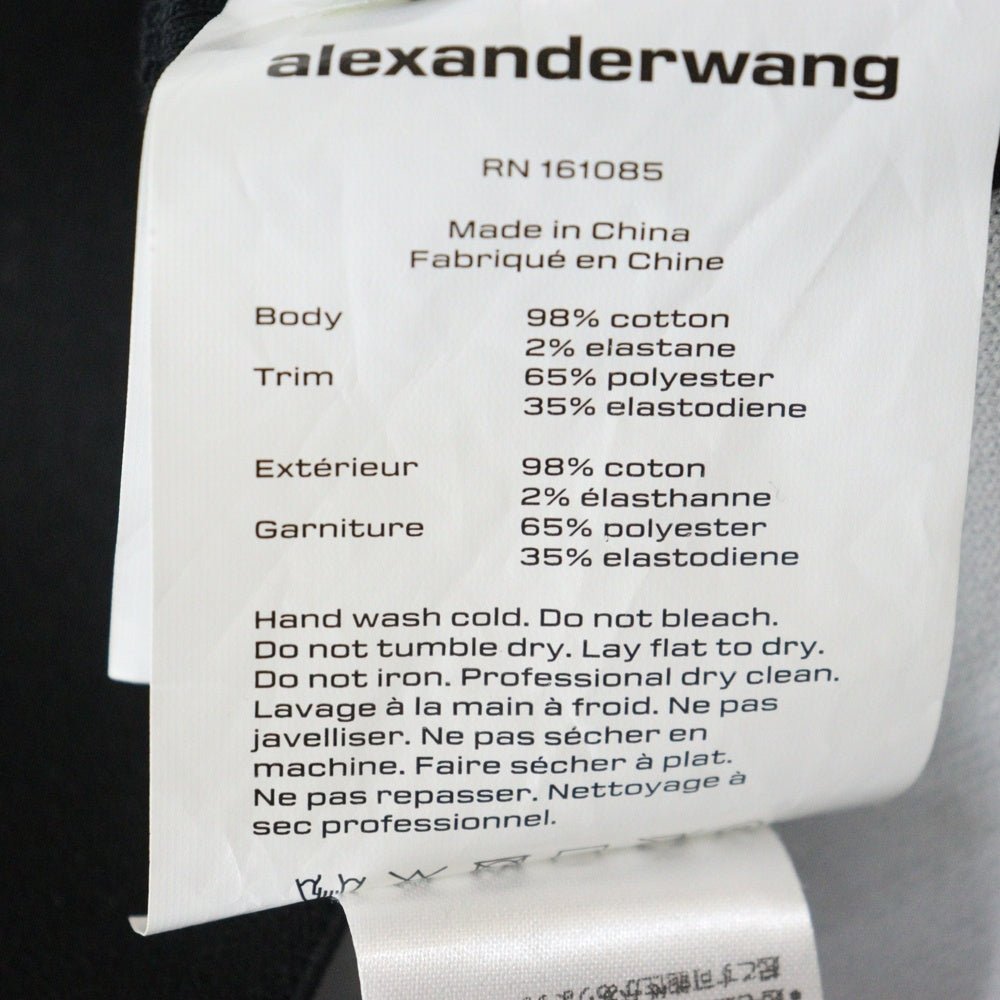 alexanderwang
RN 161085
Made in China
Fabriqué en Chine
Body 98% cotton
2% elastane
Trim 65% polyester
35% elastodiene
Extérieur 98% coton
2% élasthanne
Garniture 65% polyester
35% elastodiene
Hand wash cold. Do not bleach.
Do not tumble dry. Lay flat to dry.
Do not iron. Professional dry clean.
Lavage à la main à froid. Ne pas
javelliser. Ne pas sécher en
machine. Faire sécher à plat.
Ne pas repasser. Nettoyage à
sec professionnel.